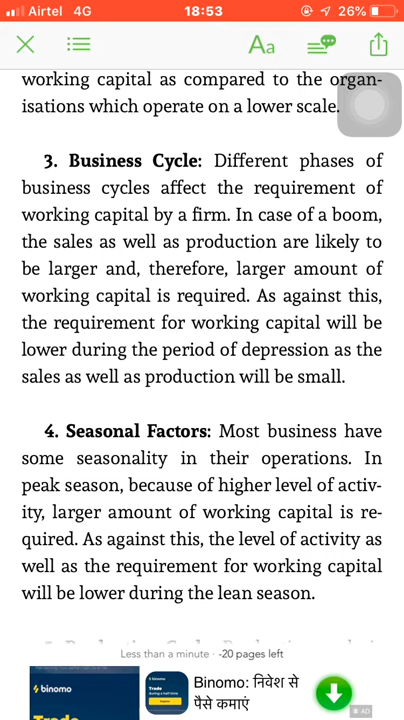 Airtel 4G 18:53 26%
Aa
working capital as compared to the organ-
isations which operate on a lower scale.
3. Business Cycle: Different phases of
business cycles affect the requirement of
working capital by a firm. In case of a boom,
the sales as well as production are likely to
be larger and, therefore, larger amount of
working capital is required. As against this,
the requirement for working capital will be
lower during the period of depression as the
sales as well as production will be small.
4. Seasonal Factors: Most business have
some seasonality in their operations. In
peak season, because of higher level of activ-
ity, larger amount of working capital is re-
quired. As against this, the level of activity as
well as the requirement for working capital
will be lower during the lean season.
Less than a minute · -20 pages left
binomo
Trade
binomo
Trade
Binomo: निवेश से
पैसे कमाएं
AD